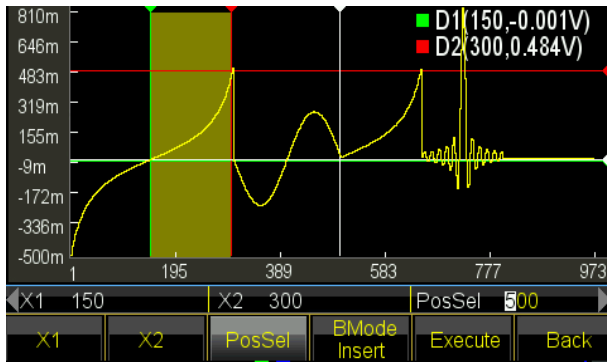 810m
D1(150,-0.001V)
646m
D2(300,0.484V)
483m
319m
155m
-9m
-172m
-336m
-500m
1 195 389 583 777 973
X1 150 X2 300 PosSel 500
X1 X2 PosSel BMode Insert Execute Back